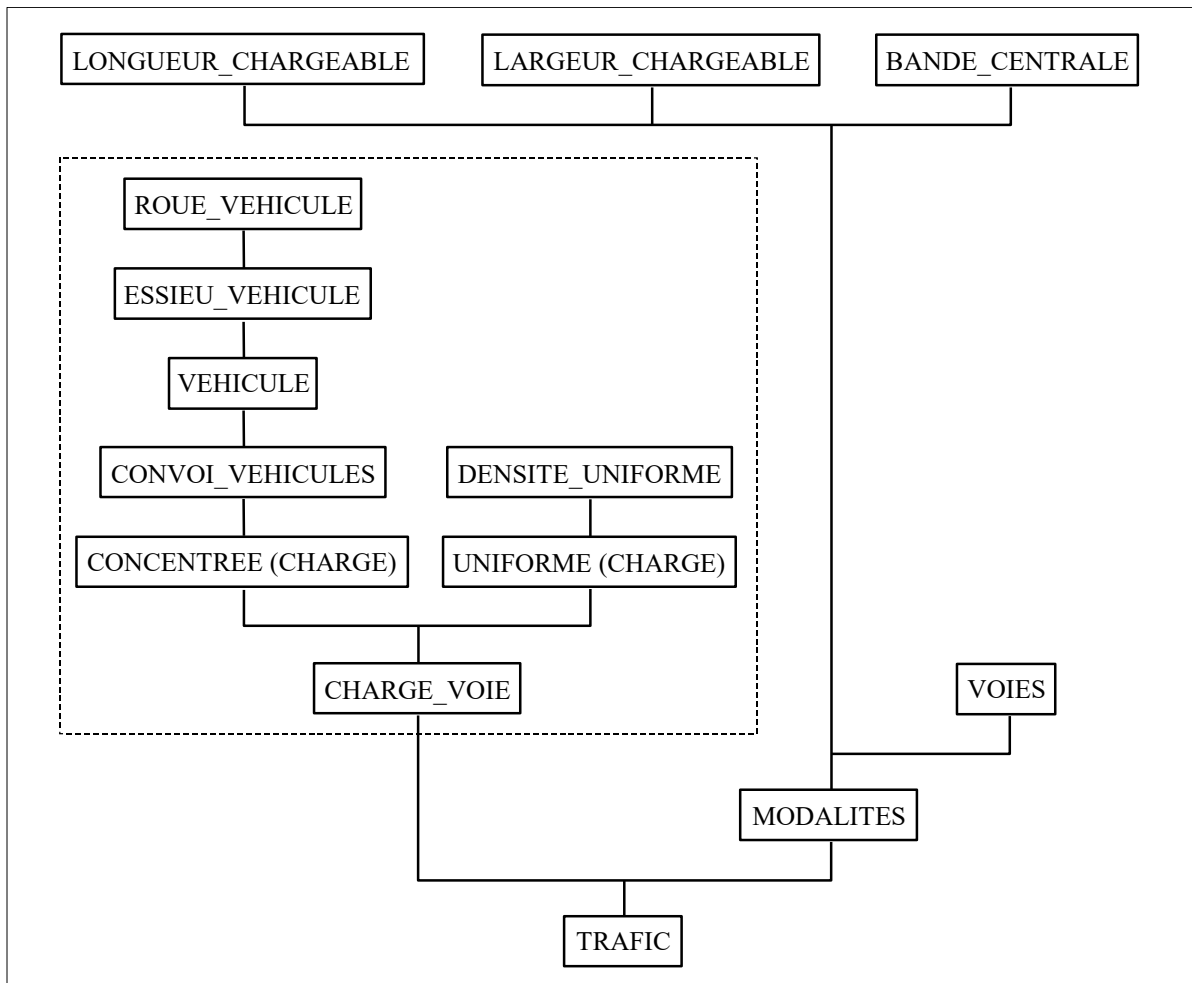 LONGUEUR_CHARGEABLE
LARGEUR_CHARGEABLE
BANDE_CENTRALE
ROUE_VEHICULE
ESSIEU_VEHICULE
VEHICULE
CONVOI_VEHICULES
DENSITE_UNIFORME
CONCENTREE (CHARGE)
UNIFORME (CHARGE)
CHARGE_VOIE
VOIES
MODALITES
TRAFIC